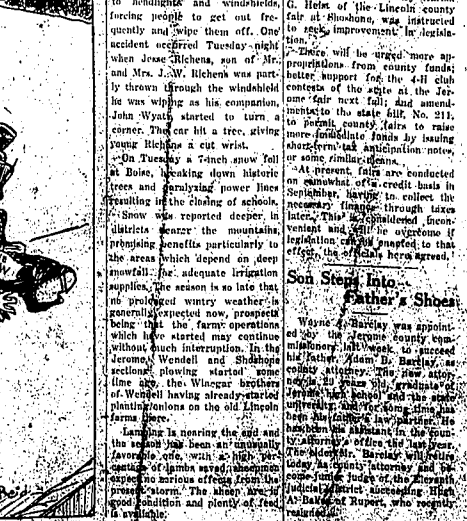 to headlights and windshields,
forcing people to get out fre-
quently and wipe them off. One
accident occurred Tuesday night
when Jesse Richens, son of Mr.
and Mrs. J. W. Richens was part-
ly thrown through the windshield
he was wiping as his companion,
John Wyatt started to turn a
corner. The car hit a tree, giving
young Richens a cut wrist.
On Tuesday a 7-inch snow fell
at Boise, breaking down historic
trees and paralyzing power lines
resulting in the closing of schools.
Snow was reported deeper in
districts nearer the mountains,
promising benefits particularly to
the areas which depend on deep
snowfall for adequate irrigation
supplies. The season is so late that
no prolonged wintry weather is
generally expected now, prospects
being that the farm operations
which have started may continue
without much interruption. In the
Jerome, Wendell and Shoshone
sections plowing started some
time ago, the Winegar brothers
of Wendell having already started
planting onions on the old Lincoln
farm there.
Lambing is nearing the end and
the season has been an unusually
favorable one, with a high per-
centage of lambs saved, sheepmen
expect no serious effects from the
present storm. The sheep are in
good condition and plenty of feed
is available.
G. Heist of the Lincoln county
fair at Shoshone, was instructed
to seek improvement in legisla-
tion.
There will be urged more ap-
propriations from county funds;
better support for the 4-H club
contests of the state at the Jer-
ome fair next fall; and amend-
ments to the state bill, No. 211,
to permit county fairs to raise
more immediate funds by issuing
short-term tax anticipation notes,
or some similar means.
At present, fairs are conducted
on somewhat of a credit basis in
September, having to collect the
necessary finance through taxes
later. This is considered incon-
venient and will be overcome if
legislation can be enacted to that
effect, the officials here agreed.
Son Steps Into
Father's Shoes
Wayne A. Barclay was appoint-
ed by the Jerome county com-
missioners last week to succeed
his father, Adam B. Barclay, as
county attorney. The new attor-
ney is 29 years old, graduate of
Jerome high school and the state
university, and for some time has
been his father's law partner. He
has been his assistant in the coun-
ty attorney's office the last year.
The elder Mr. Barclay will retire
today as county attorney and be-
come junior judge of the Eleventh
judicial district succeeding Hugh
A. Baker of Rupert, who recently
resigned.